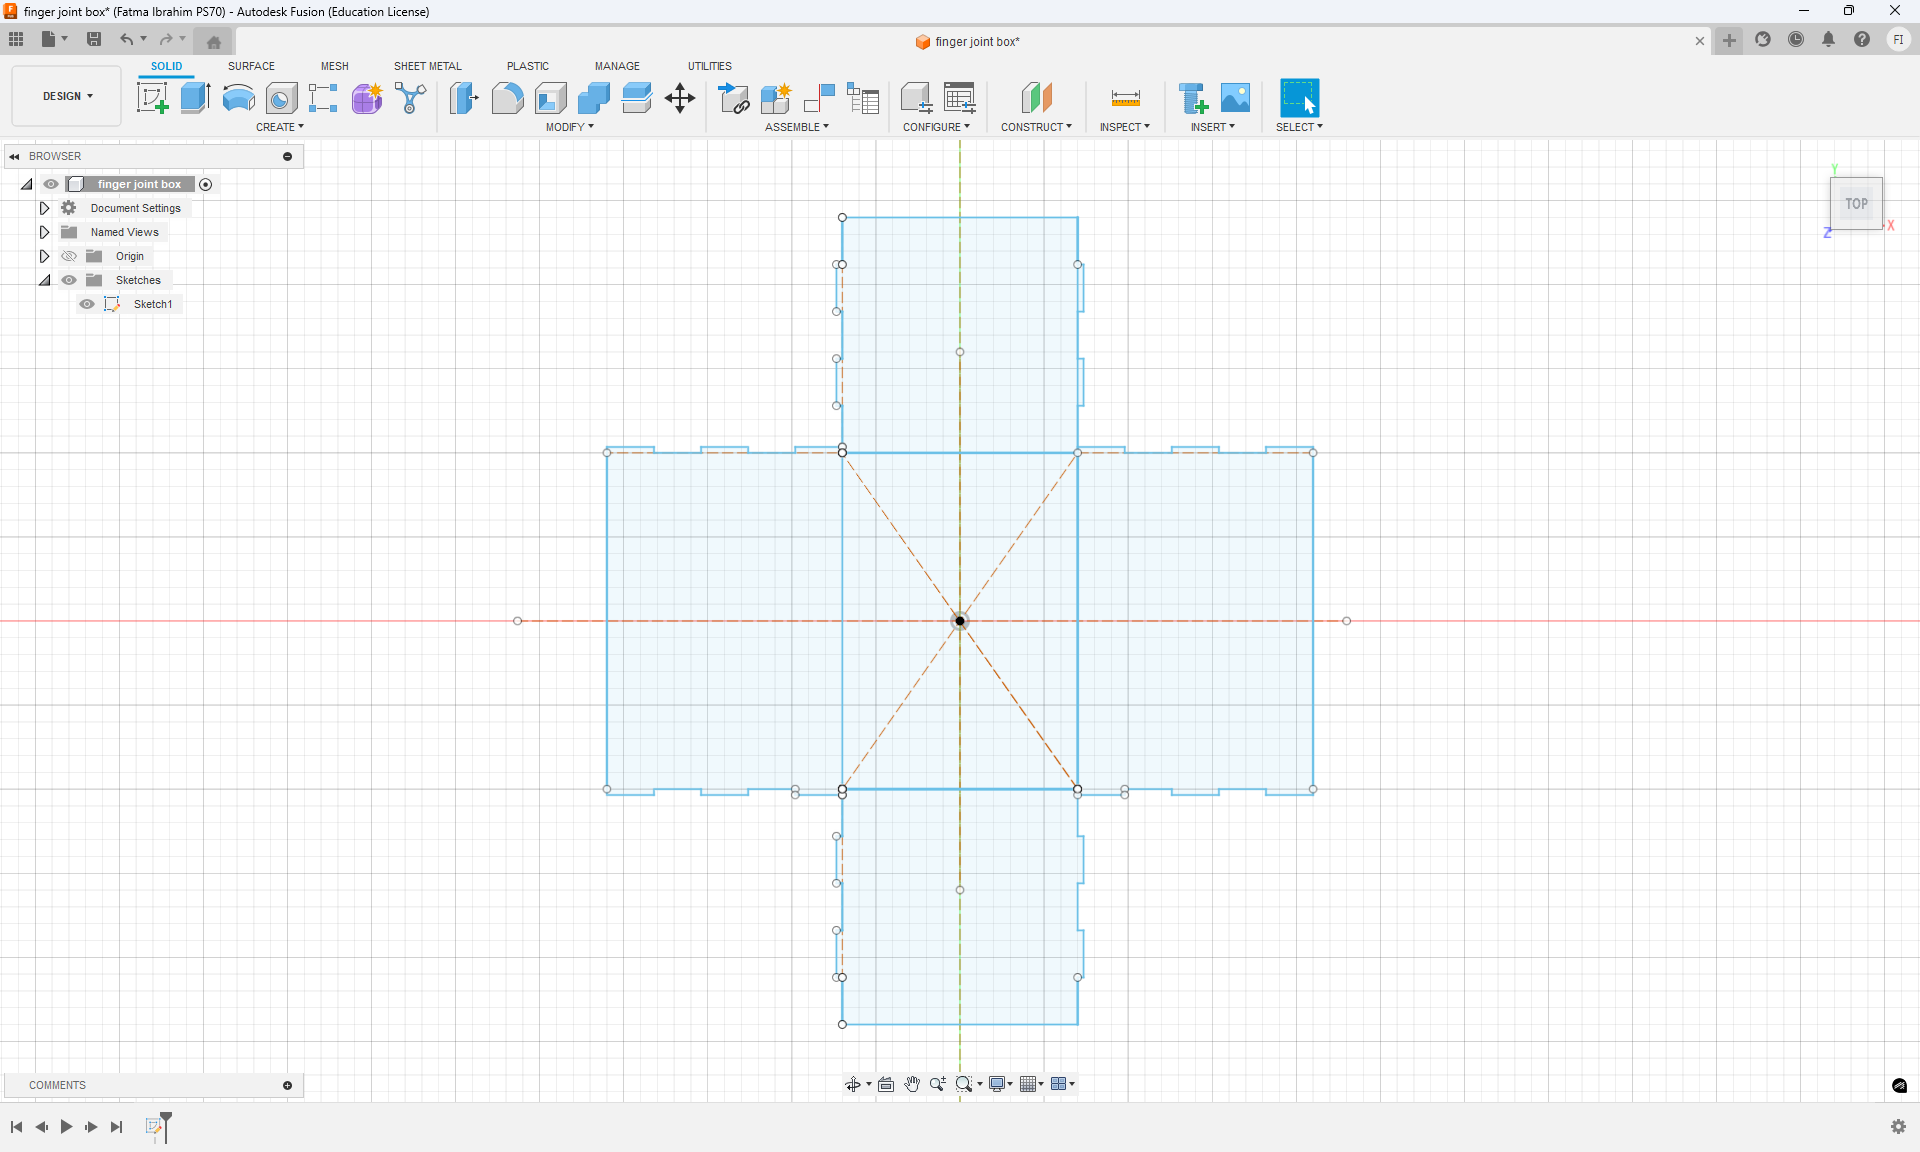 finger joint box* (Fatma Ibrahim PS70) - Autodesk Fusion (Education License)
finger joint box*
FI
SOLID SURFACE MESH SHEET METAL PLASTIC MANAGE UTILITIES
DESIGN
CREATE MODIFY ASSEMBLE CONFIGURE CONSTRUCT INSPECT INSERT SELECT
BROWSER
finger joint box
Document Settings
Named Views
Origin
Sketches
Sketch1
Y
TOP
X
Z
COMMENTS